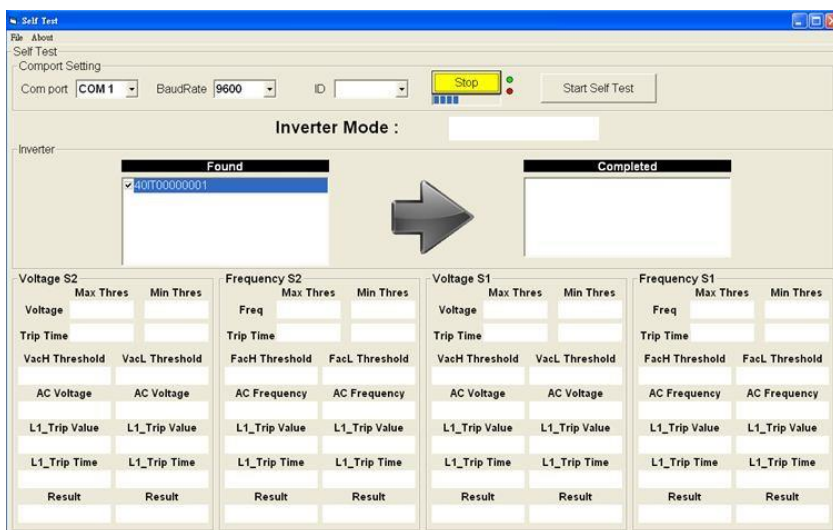 Self Test
File About
Self Test
Comport Setting
Com port COM 1 BaudRate 9600 ID Stop Start Self Test
Inverter Mode :
Inverter
Found Completed
40IT00000001
Voltage S2 Frequency S2 Voltage S1 Frequency S1
Max Thres Min Thres Max Thres Min Thres Max Thres Min Thres Max Thres Min Thres
Voltage Freq Voltage Freq
Trip Time Trip Time Trip Time Trip Time
VacH Threshold VacL Threshold FacH Threshold FacL Threshold VacH Threshold VacL Threshold FacH Threshold FacL Threshold
AC Voltage AC Voltage AC Frequency AC Frequency AC Voltage AC Voltage AC Frequency AC Frequency
L1_Trip Value L1_Trip Value L1_Trip Value L1_Trip Value L1_Trip Value L1_Trip Value L1_Trip Value L1_Trip Value
L1_Trip Time L1_Trip Time L1_Trip Time L1_Trip Time L1_Trip Time L1_Trip Time L1_Trip Time L1_Trip Time
Result Result Result Result Result Result Result Result